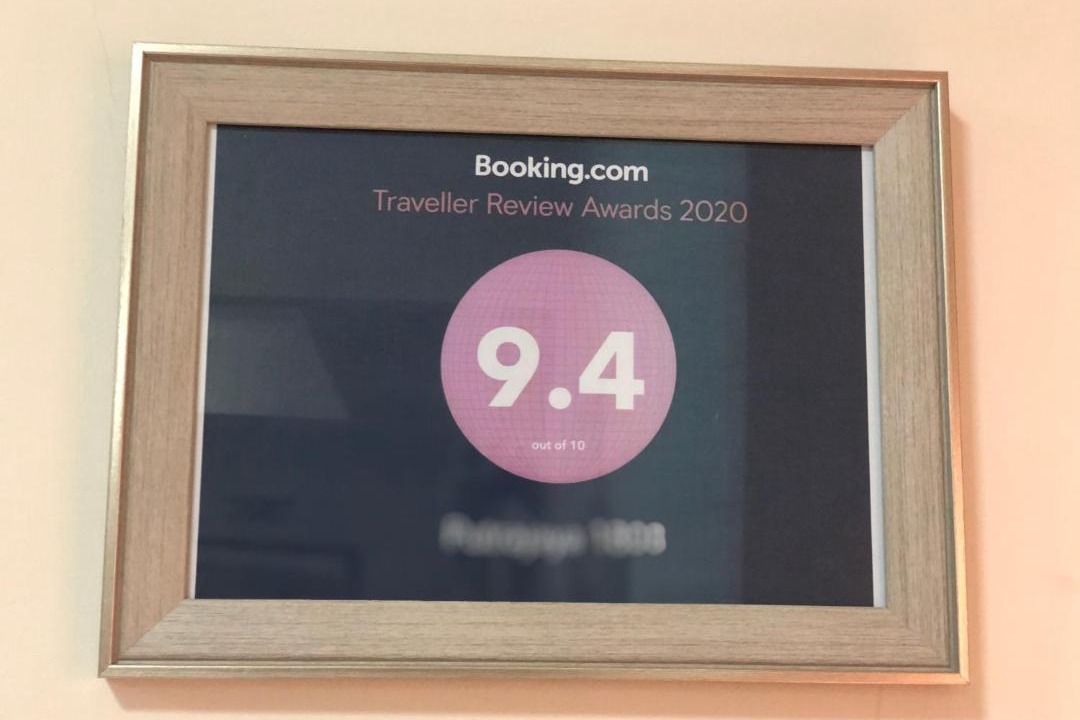 Booking.com
Traveller Review Awards 2020
9.4
out of 10